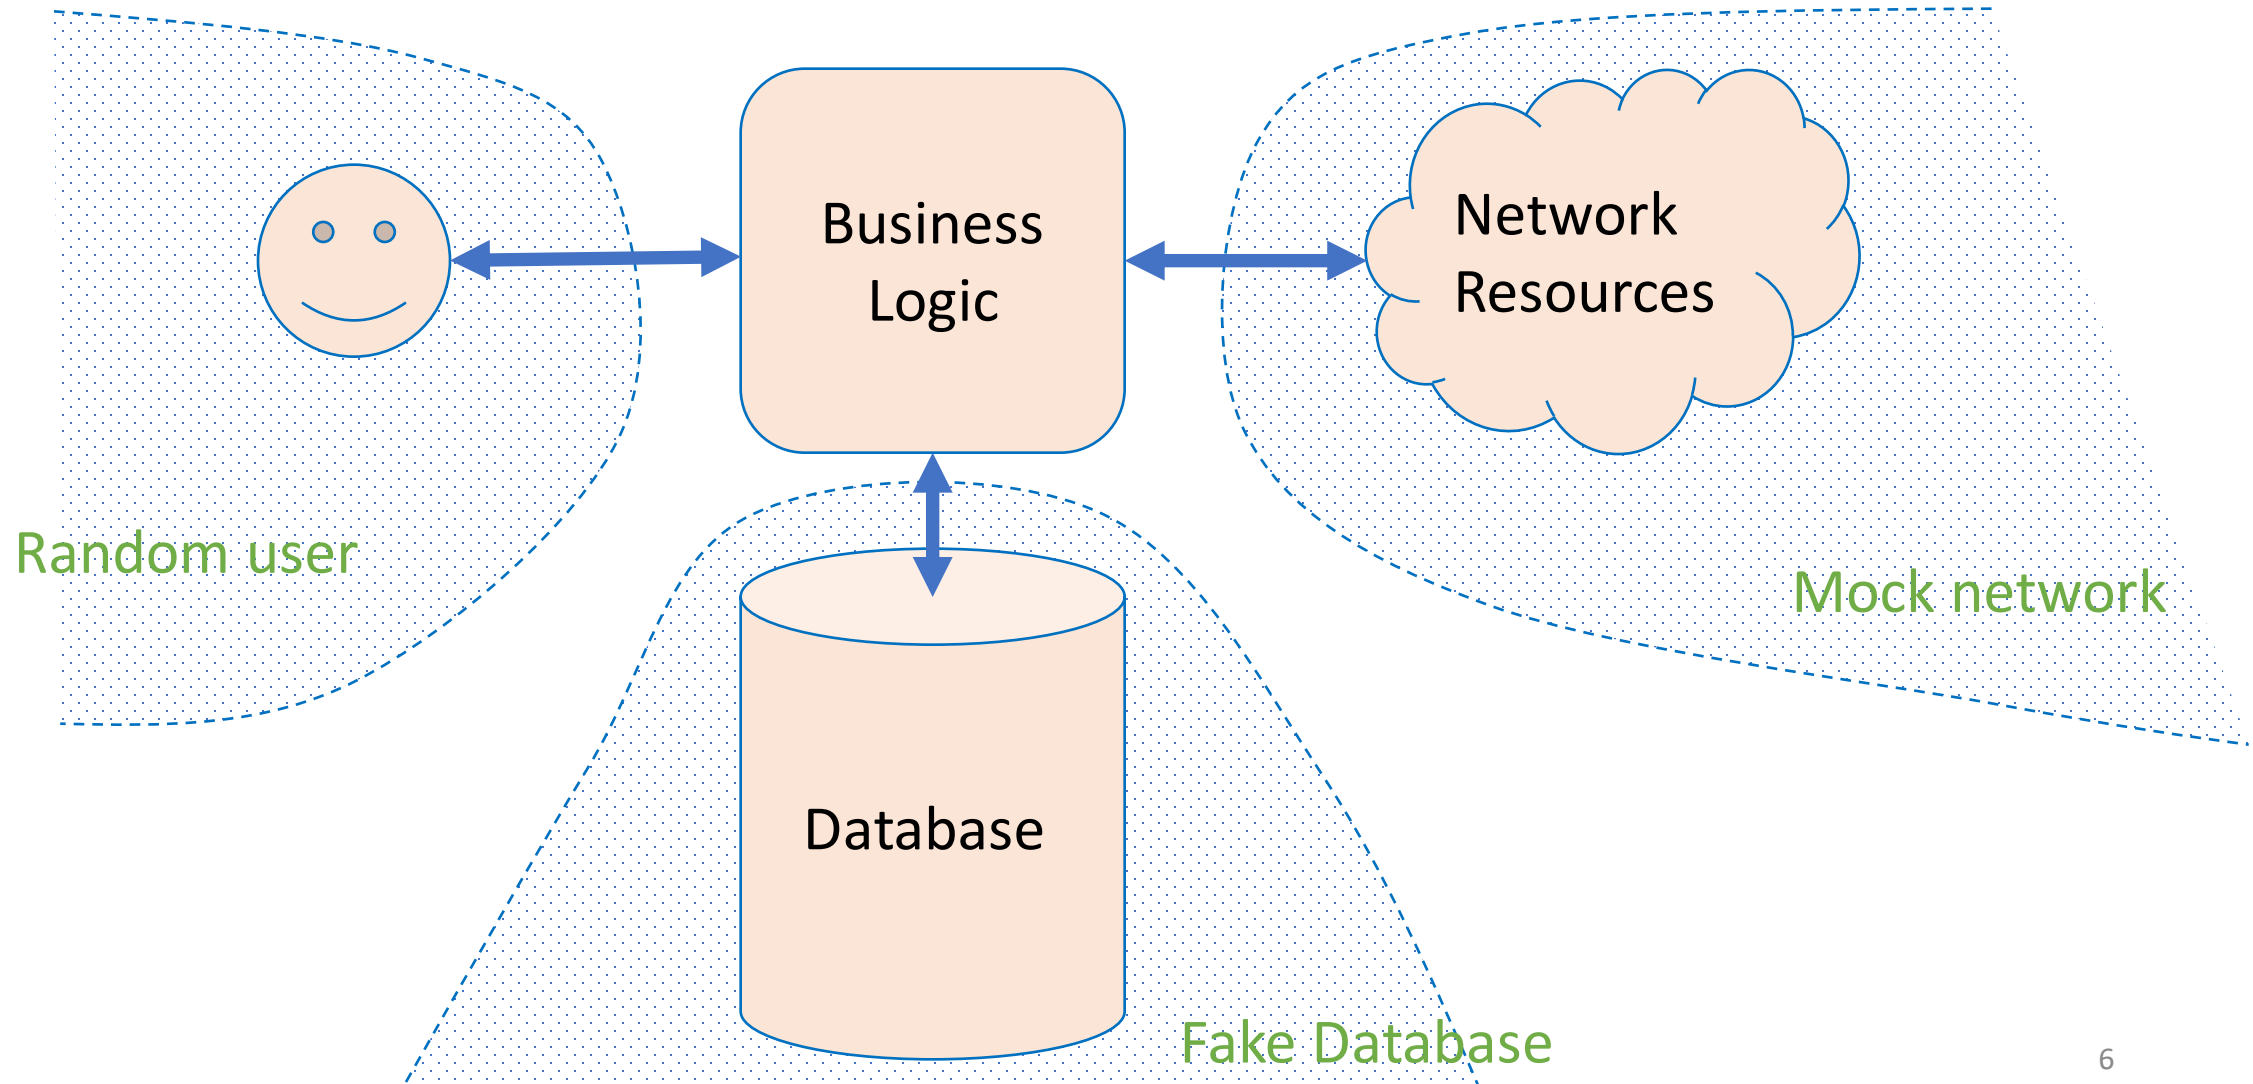 Business
Logic
Network
Resources
Random user
Mock network
Database
Fake Database
6